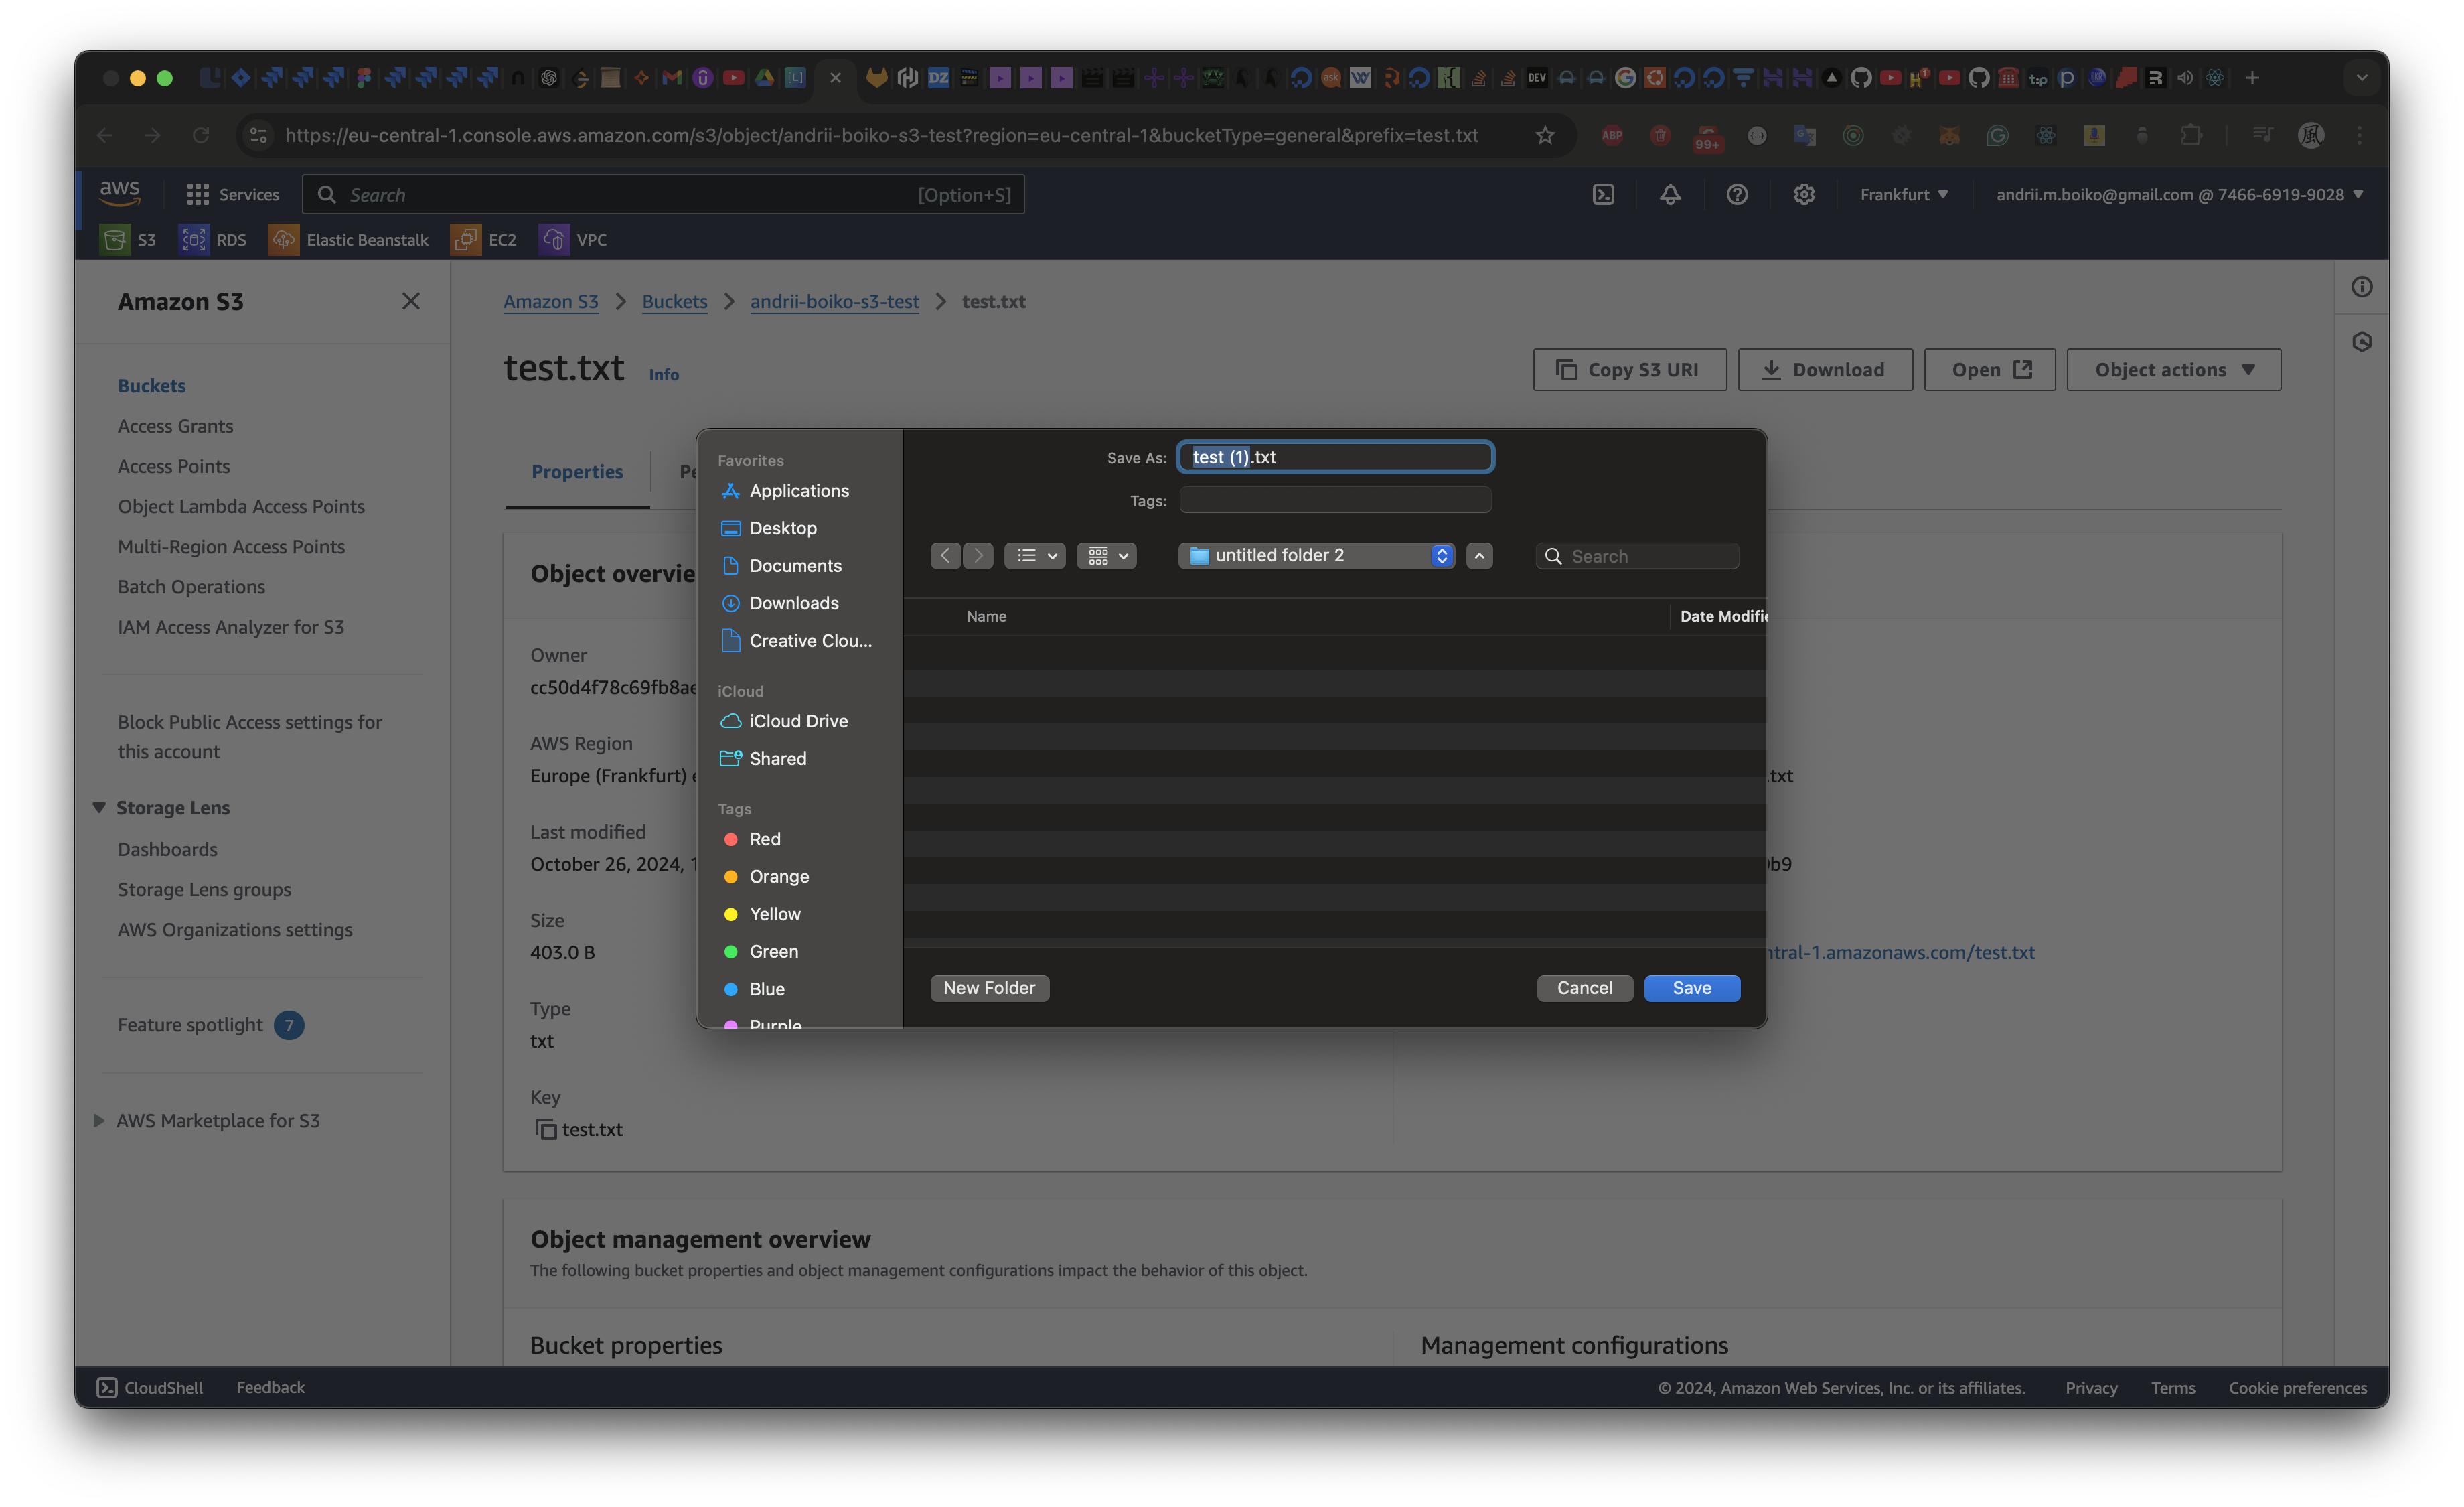 https://eu-central-1.console.aws.amazon.com/s3/object/andrii-boiko-s3-test?region=eu-central-1&bucketType=general&prefix=test.txt
ABP
99+
aws
Services
Search
[Option+S]
Frankfurt
andrii.m.boiko@gmail.com @ 7466-6919-9028
S3
RDS
Elastic Beanstalk
EC2
VPC
Amazon S3
Buckets
Access Grants
Access Points
Object Lambda Access Points
Multi-Region Access Points
Batch Operations
IAM Access Analyzer for S3
Block Public Access settings for
this account
Storage Lens
Dashboards
Storage Lens groups
AWS Organizations settings
Feature spotlight 7
AWS Marketplace for S3
Amazon S3 > Buckets > andrii-boiko-s3-test > test.txt
test.txt Info
Copy S3 URI
Download
Open
Object actions
Properties
Pe
Object overvie
Owner
cc50d4f78c69fb8ae
AWS Region
Europe (Frankfurt) e
Last modified
October 26, 2024, 1
Size
403.0 B
Type
txt
Key
test.txt
.txt
b9
ntral-1.amazonaws.com/test.txt
Favorites
Applications
Desktop
Documents
Downloads
Creative Clou...
iCloud
iCloud Drive
Shared
Tags
Red
Orange
Yellow
Green
Blue
Purple
Save As: test (1).txt
Tags:
untitled folder 2
Search
Name
Date Modifie
New Folder
Cancel
Save
Object management overview
The following bucket properties and object management configurations impact the behavior of this object.
Bucket properties
Management configurations
CloudShell
Feedback
© 2024, Amazon Web Services, Inc. or its affiliates.
Privacy
Terms
Cookie preferences